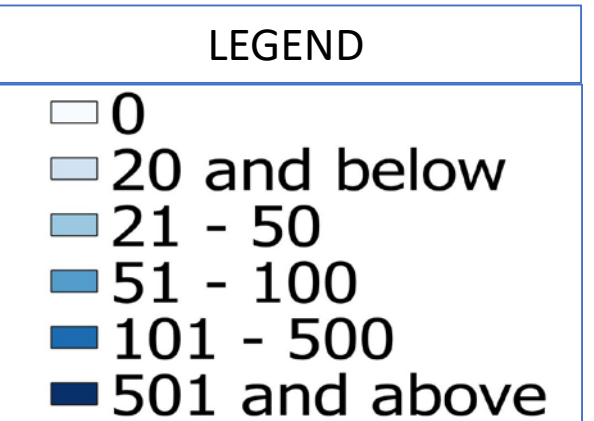 LEGEND
0
20 and below
21 - 50
51 - 100
101 - 500
501 and above